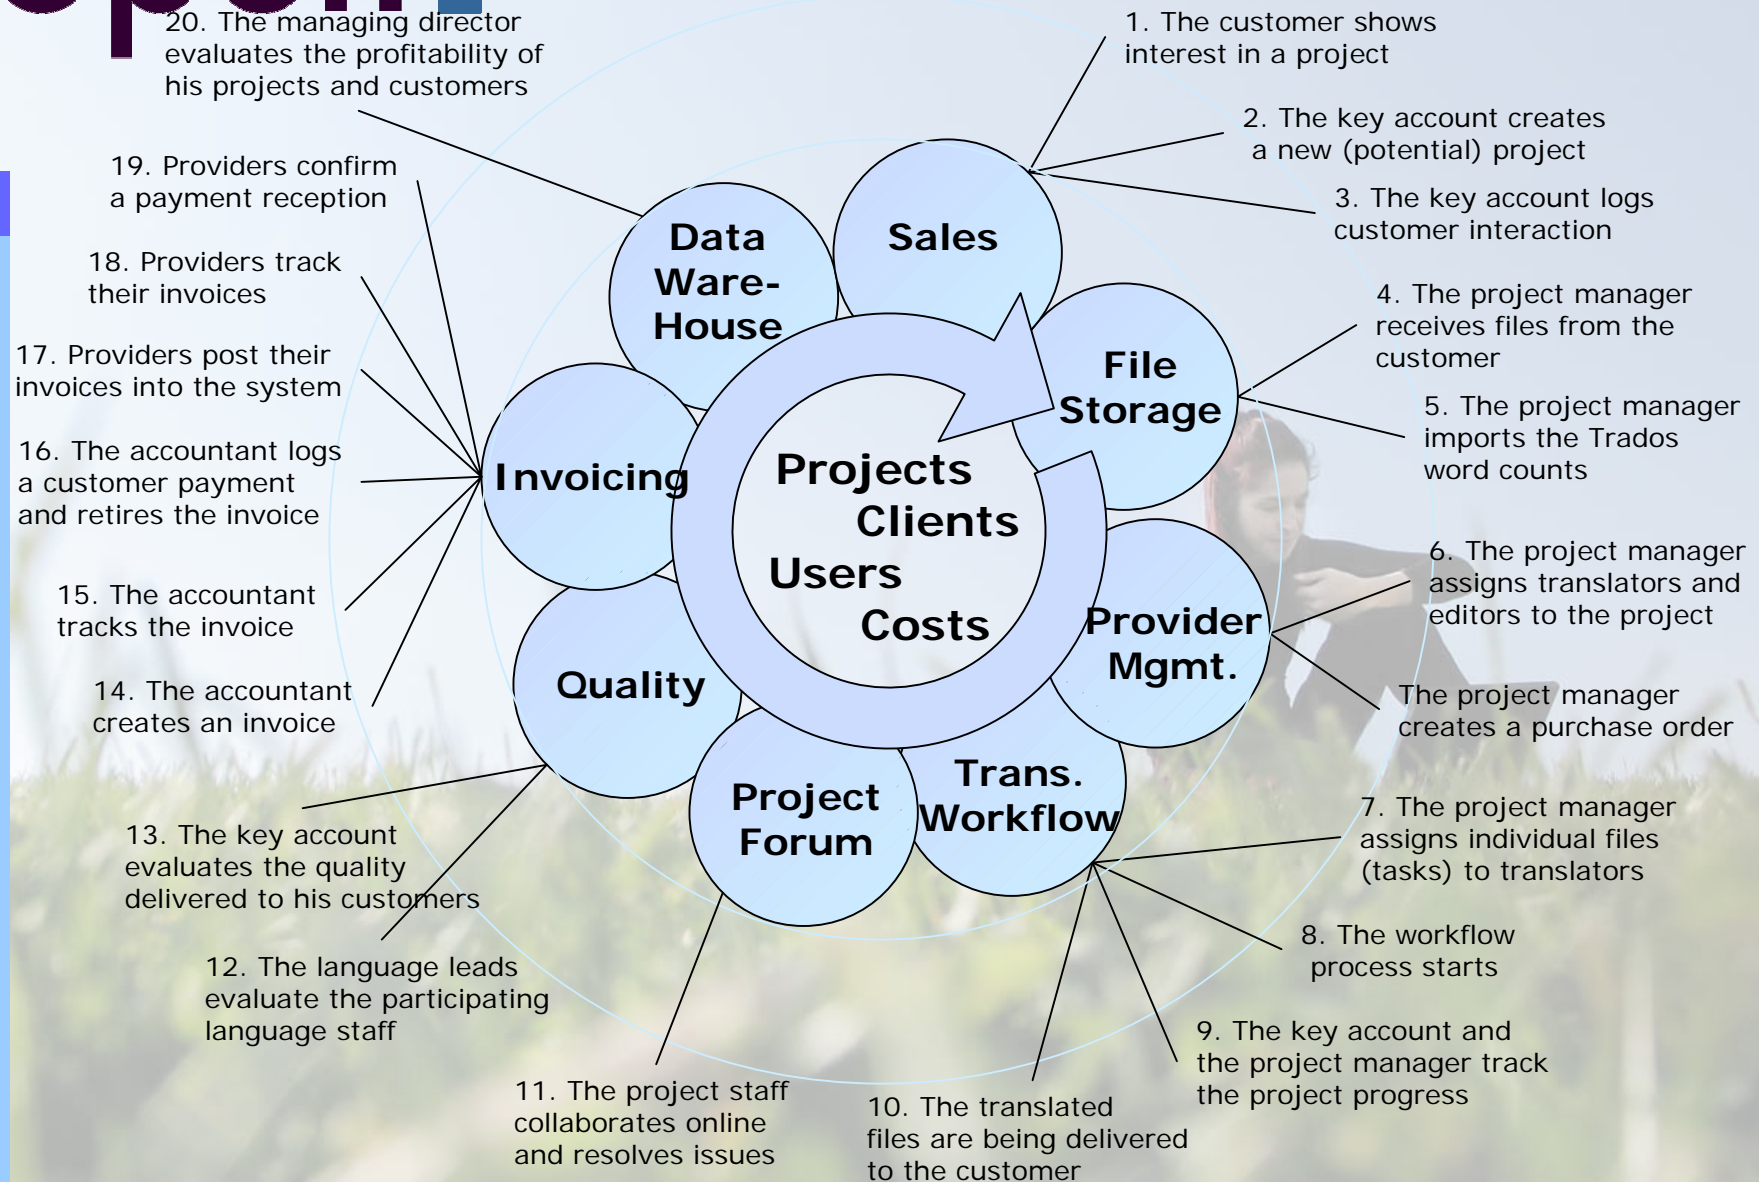 20. The managing director
evaluates the profitability of
his projects and customers
1. The customer shows
interest in a project
2. The key account creates
a new (potential) project
3. The key account logs
customer interaction
4. The project manager
receives files from the
customer
5. The project manager
imports the Trados
word counts
6. The project manager
assigns translators and
editors to the project
The project manager
creates a purchase order
7. The project manager
assigns individual files
(tasks) to translators
8. The workflow
process starts
9. The key account and
the project manager track
the project progress
10. The translated
files are being delivered
to the customer
11. The project staff
collaborates online
and resolves issues
12. The language leads
evaluate the participating
language staff
13. The key account
evaluates the quality
delivered to his customers
14. The accountant
creates an invoice
15. The accountant
tracks the invoice
16. The accountant logs
a customer payment
and retires the invoice
17. Providers post their
invoices into the system
18. Providers track
their invoices
19. Providers confirm
a payment reception
Data
Ware-
House
Sales
File
Storage
Provider
Mgmt.
Trans.
Workflow
Project
Forum
Quality
Invoicing
Projects
Clients
Users
Costs